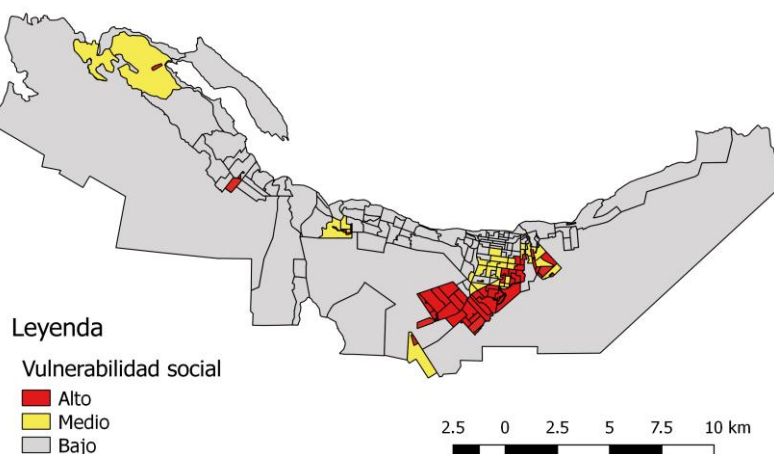 Leyenda
Vulnerabilidad social
Alto
Medio
Bajo
2.5 0 2.5 5 7.5 10 km